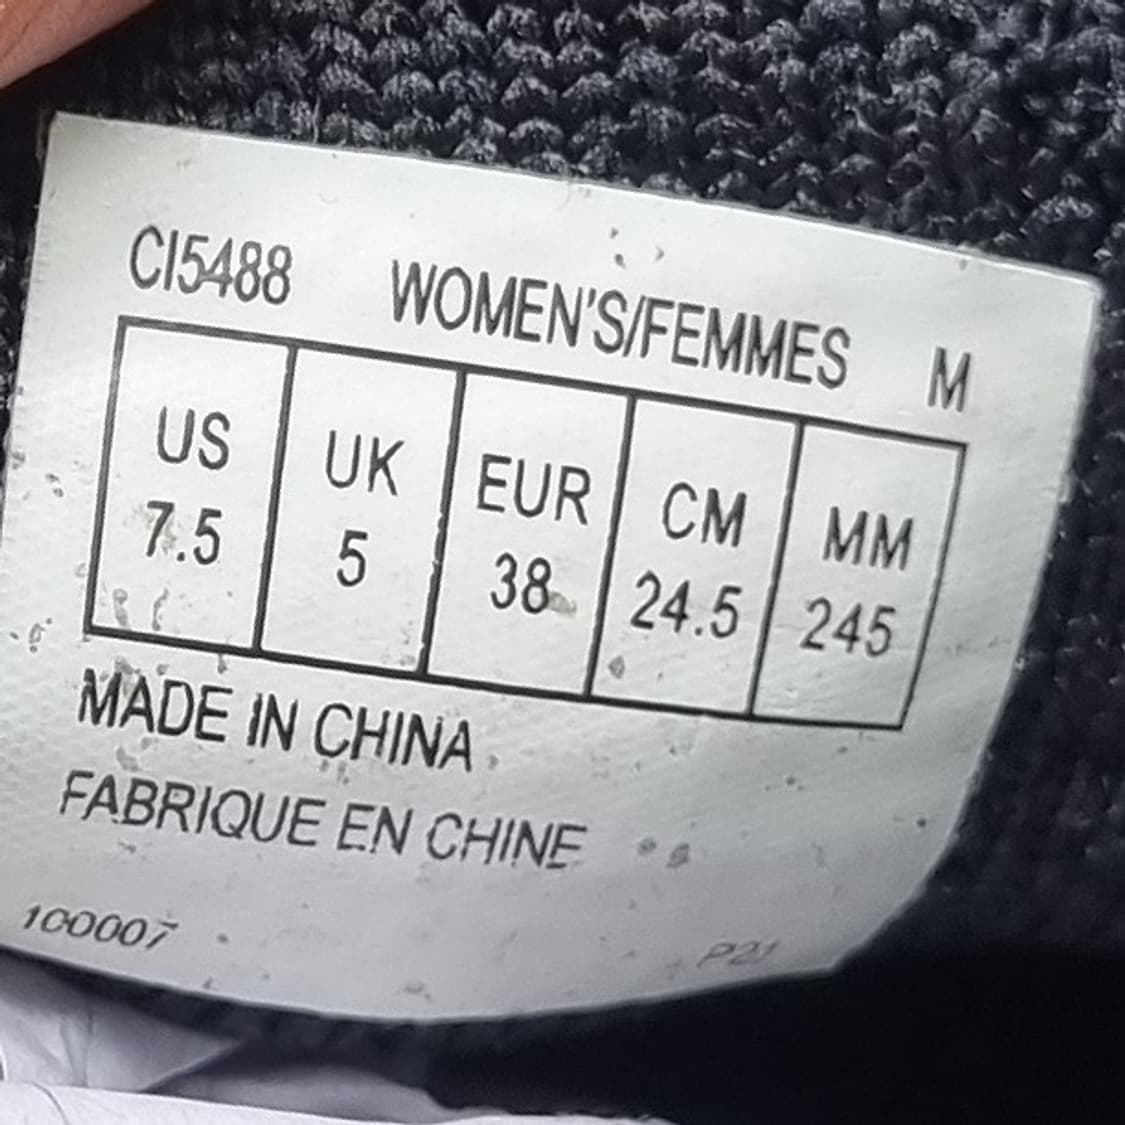 CI5488 WOMEN'S/FEMMES M
US UK EUR CM MM
7.5 5 38 24.5 245
MADE IN CHINA
FABRIQUE EN CHINE
100007 P21